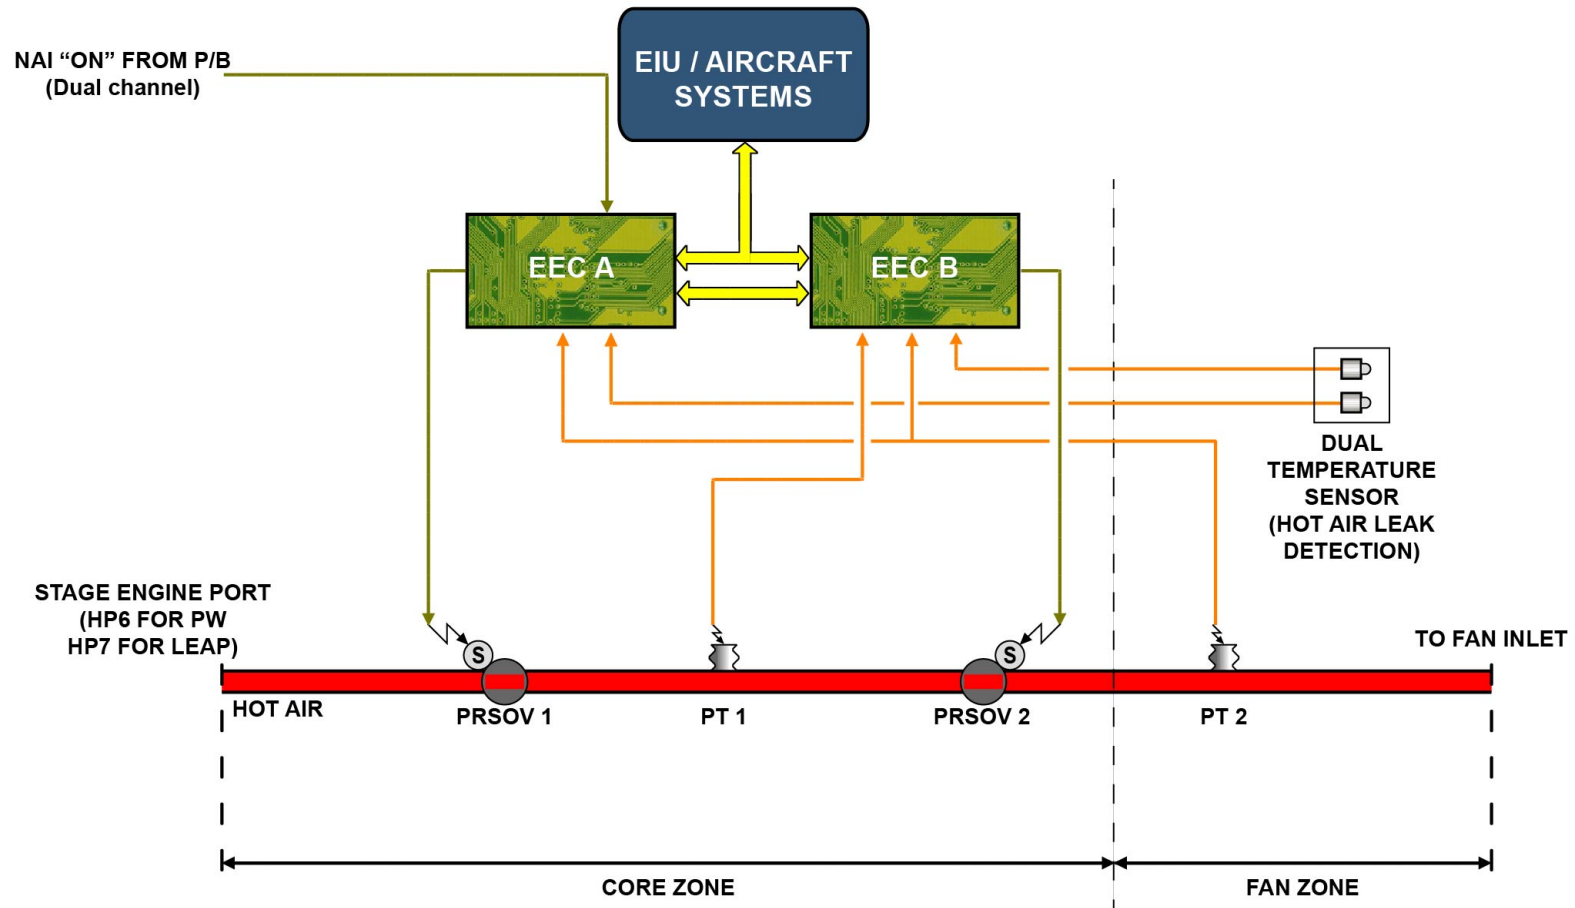 NAI “ON” FROM P/B
(Dual channel)
EIU / AIRCRAFT
SYSTEMS
EEC A
EEC B
DUAL
TEMPERATURE
SENSOR
(HOT AIR LEAK
DETECTION)
STAGE ENGINE PORT
(HP6 FOR PW
HP7 FOR LEAP)
S
S
TO FAN INLET
HOT AIR
PRSOV 1
PT 1
PRSOV 2
PT 2
CORE ZONE
FAN ZONE